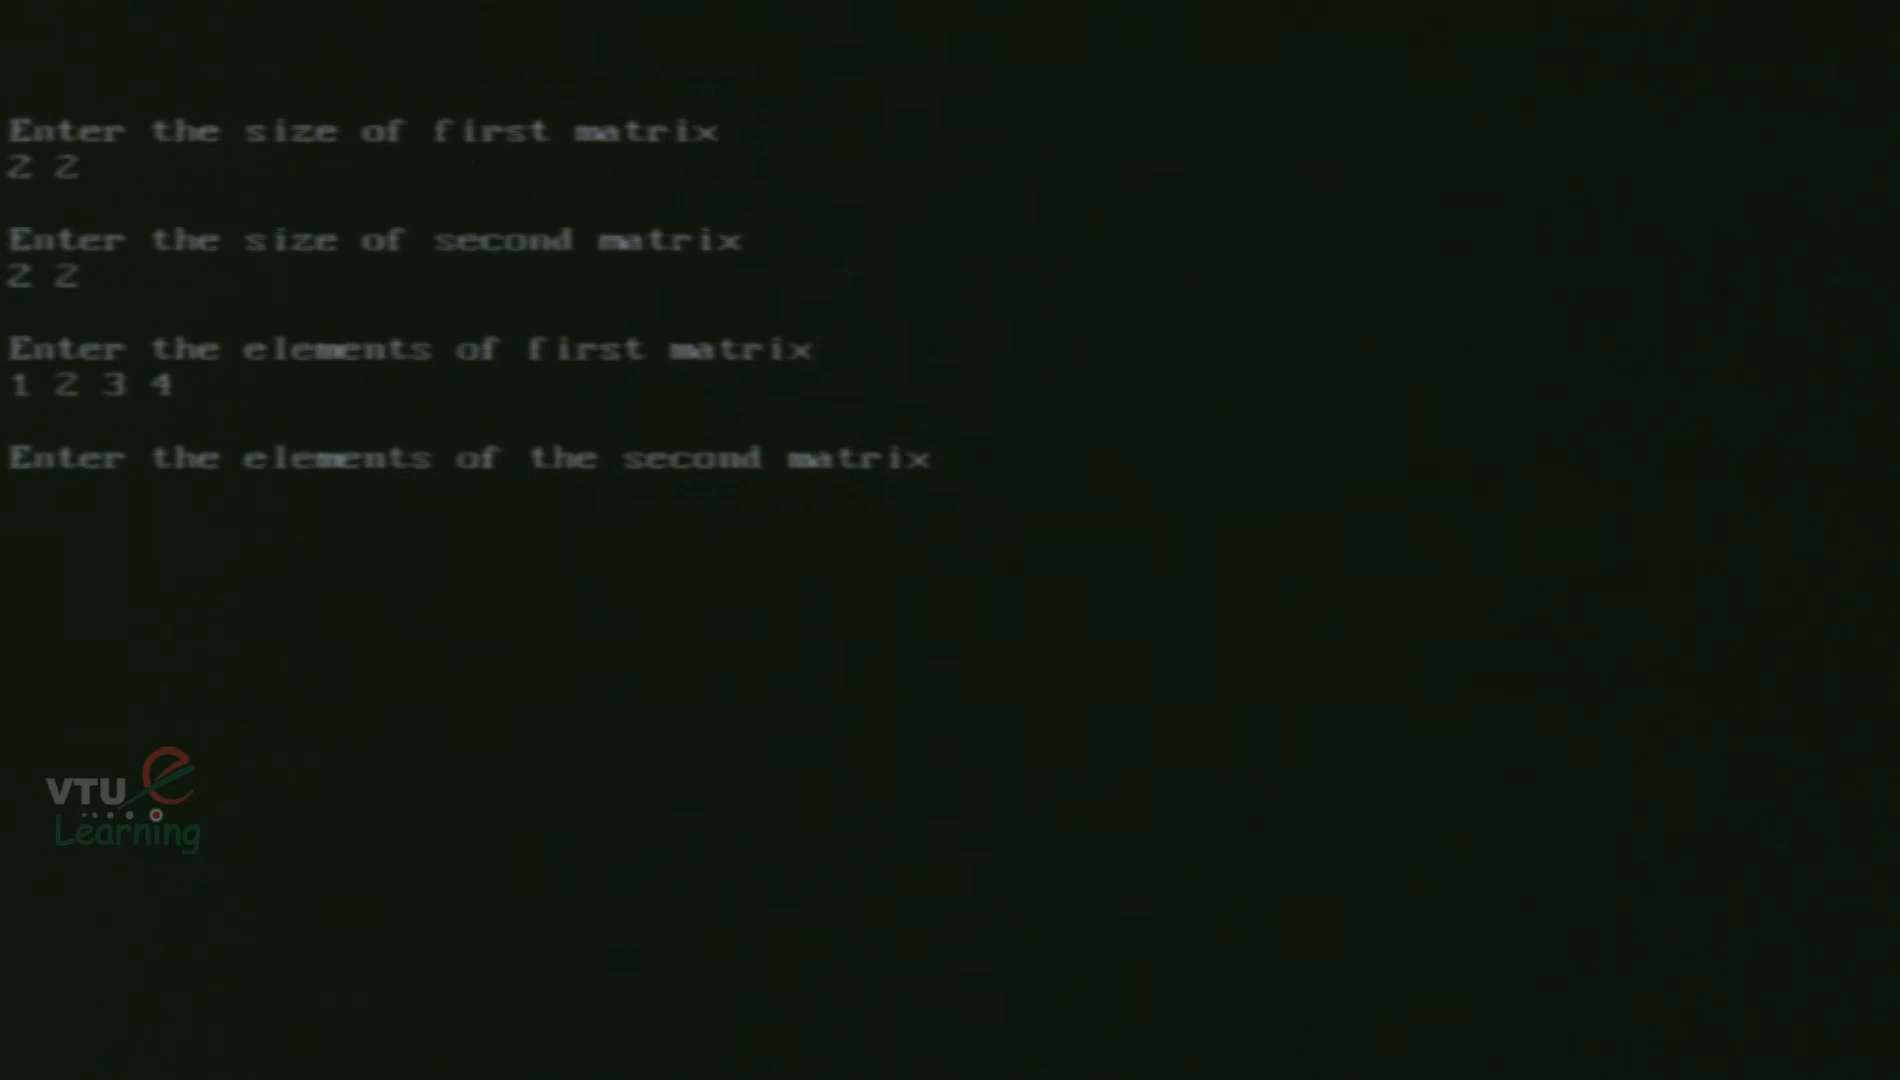 Enter the size of first matrix
2 2
Enter the size of second matrix
2 2
Enter the elements of first matrix
1 2 3 4
Enter the elements of the second matrix
VTU e
Learning